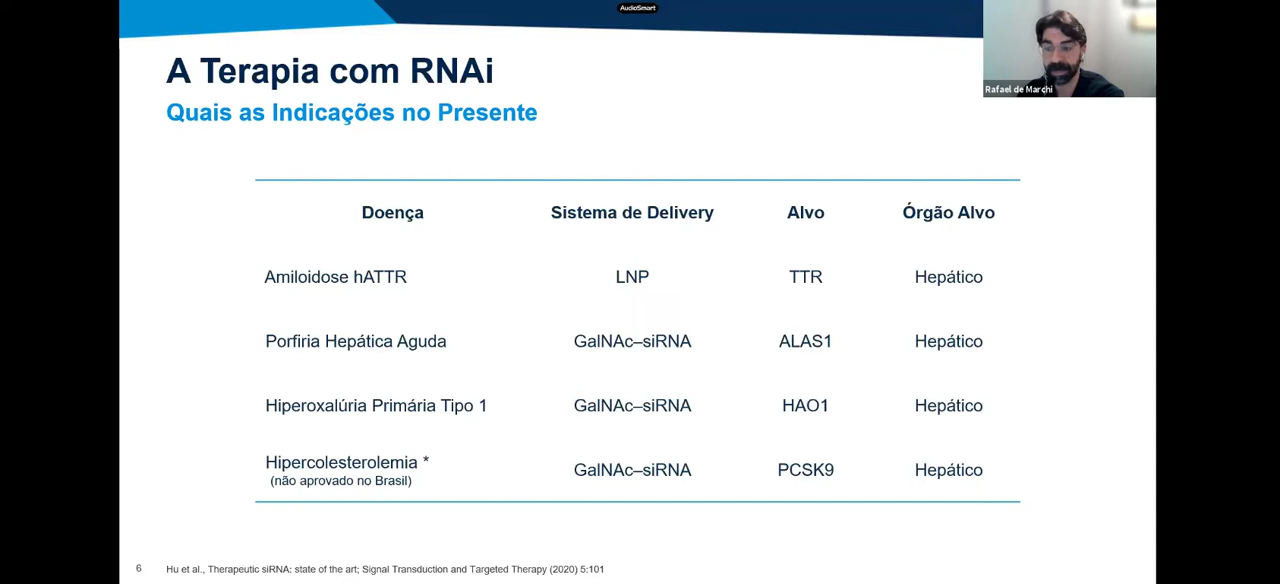 AudioSmart
A Terapia com RNAi
Quais as Indicações no Presente
Rafael de Marchi
Doença Sistema de Delivery Alvo Órgão Alvo
Amiloidose hATTR LNP TTR Hepático
Porfiria Hepática Aguda GalNAc–siRNA ALAS1 Hepático
Hiperoxalúria Primária Tipo 1 GalNAc–siRNA HAO1 Hepático
Hipercolesterolemia * GalNAc–siRNA PCSK9 Hepático
(não aprovado no Brasil)
6 Hu et al., Therapeutic siRNA: state of the art; Signal Transduction and Targeted Therapy (2020) 5:101